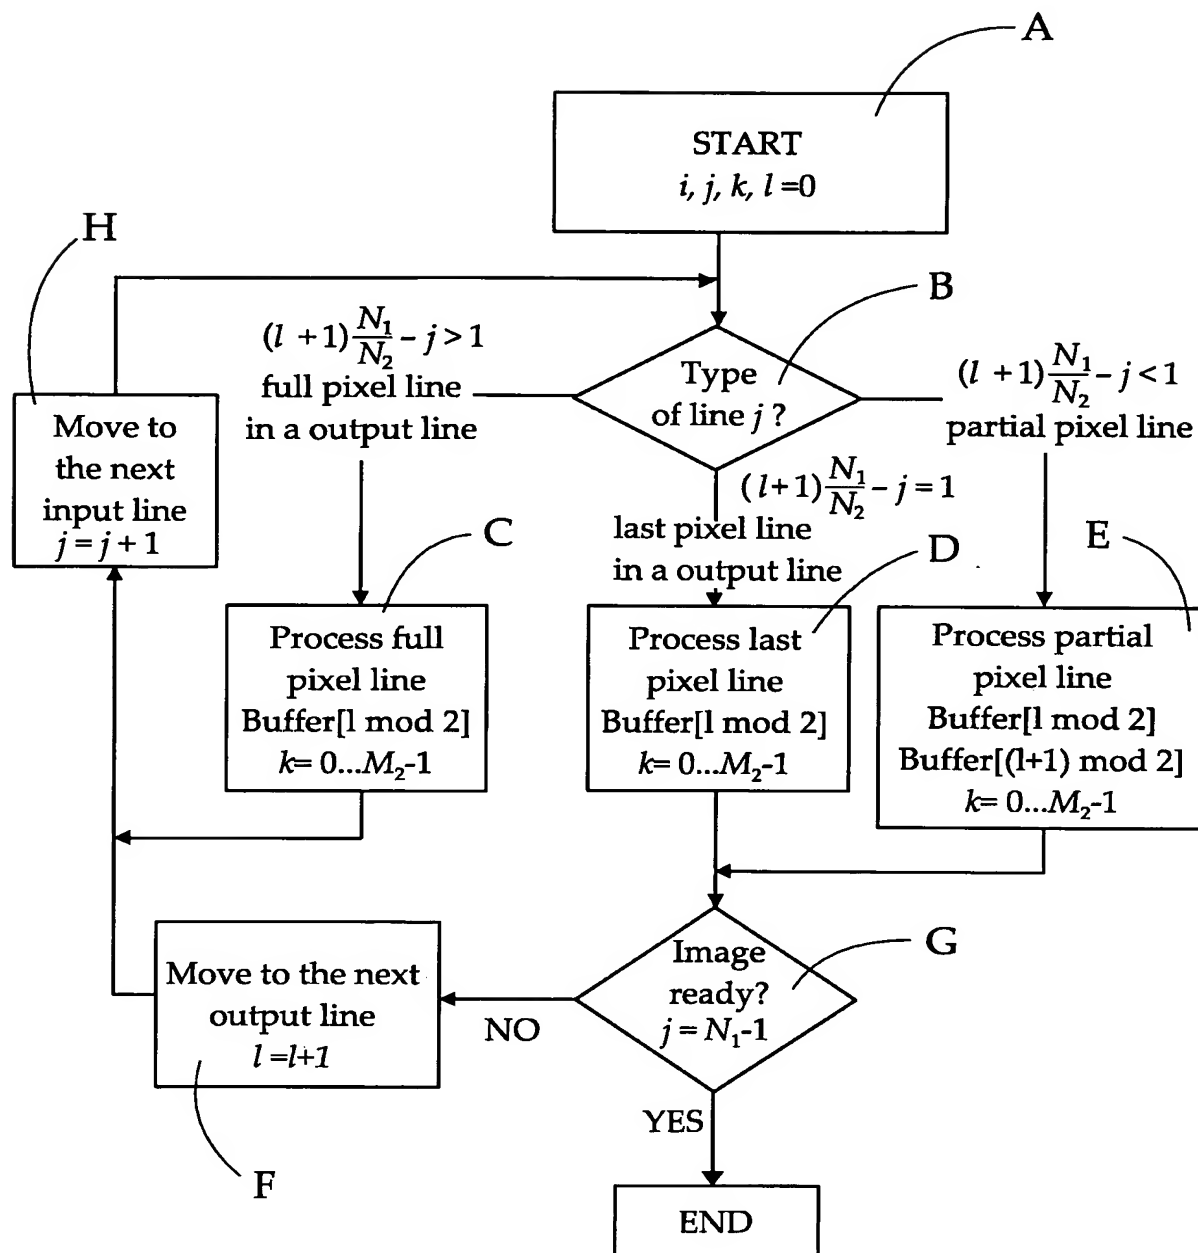 A
START
i, j, k, l =0
H
B
(l +1) N₁/N₂ - j > 1
full pixel line
in a output line
Type
of line j ?
(l +1) N₁/N₂ - j < 1
partial pixel line
Move to
the next
input line
j = j + 1
(l+1) N₁/N₂ - j = 1
last pixel line
in a output line
C
D
E
Process full
pixel line
Buffer[l mod 2]
k= 0...M₂-1
Process last
pixel line
Buffer[l mod 2]
k= 0...M₂-1
Process partial
pixel line
Buffer[l mod 2]
Buffer[(l+1) mod 2]
k= 0...M₂-1
Move to the next
output line
l =l+1
NO
Image
ready?
j = N₁-1
G
YES
F
END